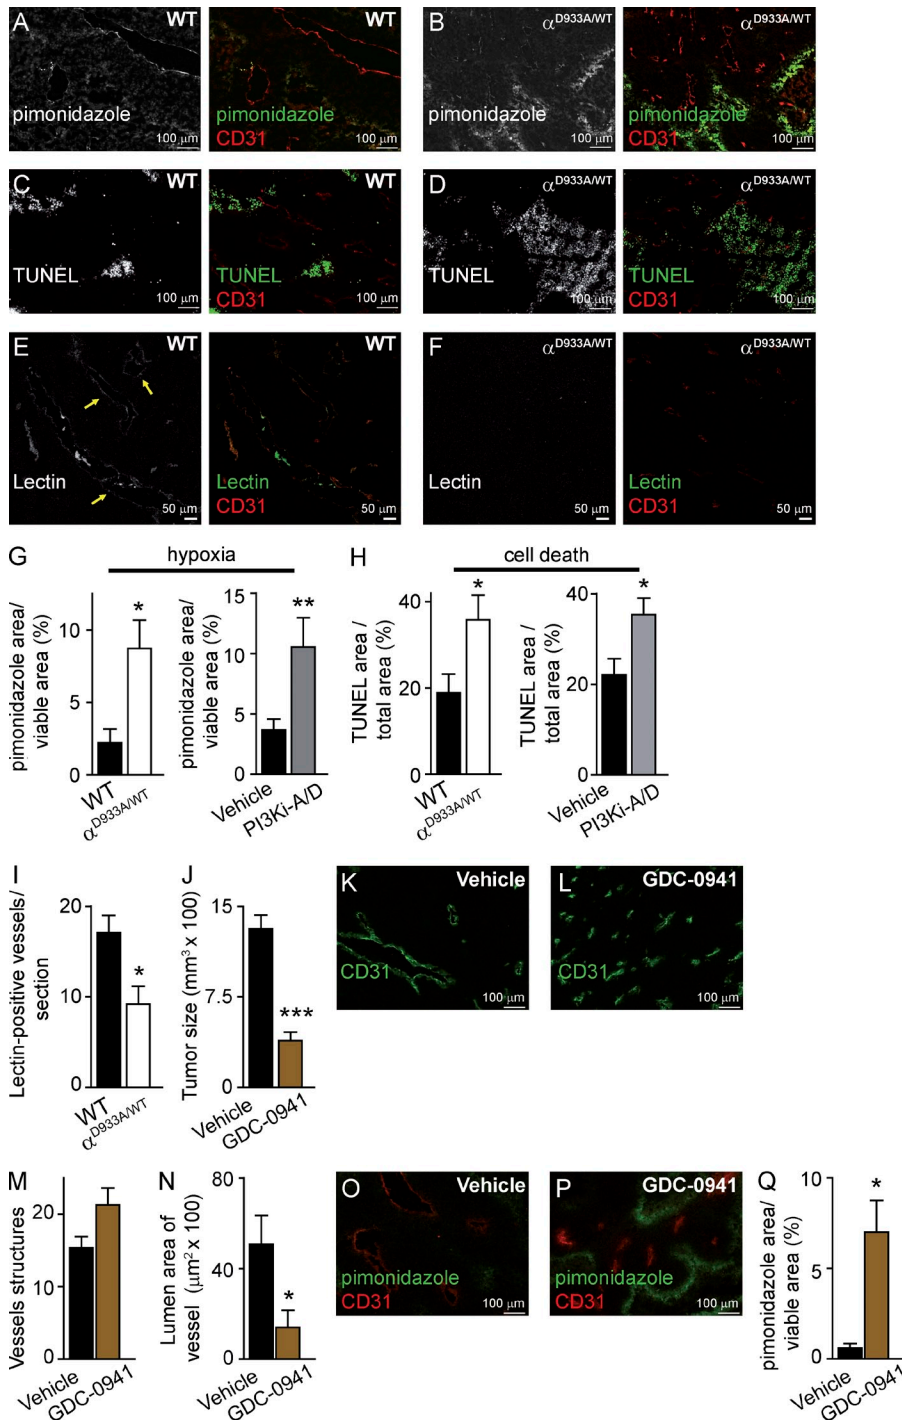 A
WT
pimonidazole
100 µm
WT
pimonidazole
CD31
100 µm
B
αD933A/WT
pimonidazole
100 µm
αD933A/WT
pimonidazole
CD31
100 µm
C
WT
TUNEL
100 µm
WT
TUNEL
CD31
100 µm
D
αD933A/WT
TUNEL
100 µm
αD933A/WT
TUNEL
CD31
100 µm
E
WT
Lectin
50 µm
WT
Lectin
CD31
50 µm
F
αD933A/WT
Lectin
50 µm
αD933A/WT
Lectin
CD31
50 µm
G
hypoxia
pimonidazole area/
viable area (%)
10
5
0
*
WT
αD933A/WT
pimonidazole area/
viable area (%)
15
10
5
0
**
Vehicle
PI3Ki-A/D
H
cell death
TUNEL area /
total area (%)
40
20
0
*
WT
αD933A/WT
TUNEL area /
total area (%)
40
20
0
*
Vehicle
PI3Ki-A/D
I
Lectin-positive vessels/
section
20
10
0
*
WT
αD933A/WT
J
Tumor size (mm³ x 100)
15
7.5
0
***
Vehicle
GDC-0941
K
Vehicle
CD31
100 µm
L
GDC-0941
CD31
100 µm
M
Vessels structures
20
10
0
Vehicle
GDC-0941
N
Lumen area of
vessel (µm² x 100)
80
40
0
*
Vehicle
GDC-0941
O
Vehicle
pimonidazole
CD31
100 µm
P
GDC-0941
pimonidazole
CD31
100 µm
Q
pimonidazole area/
viable area (%)
10
5
0
*
Vehicle
GDC-0941